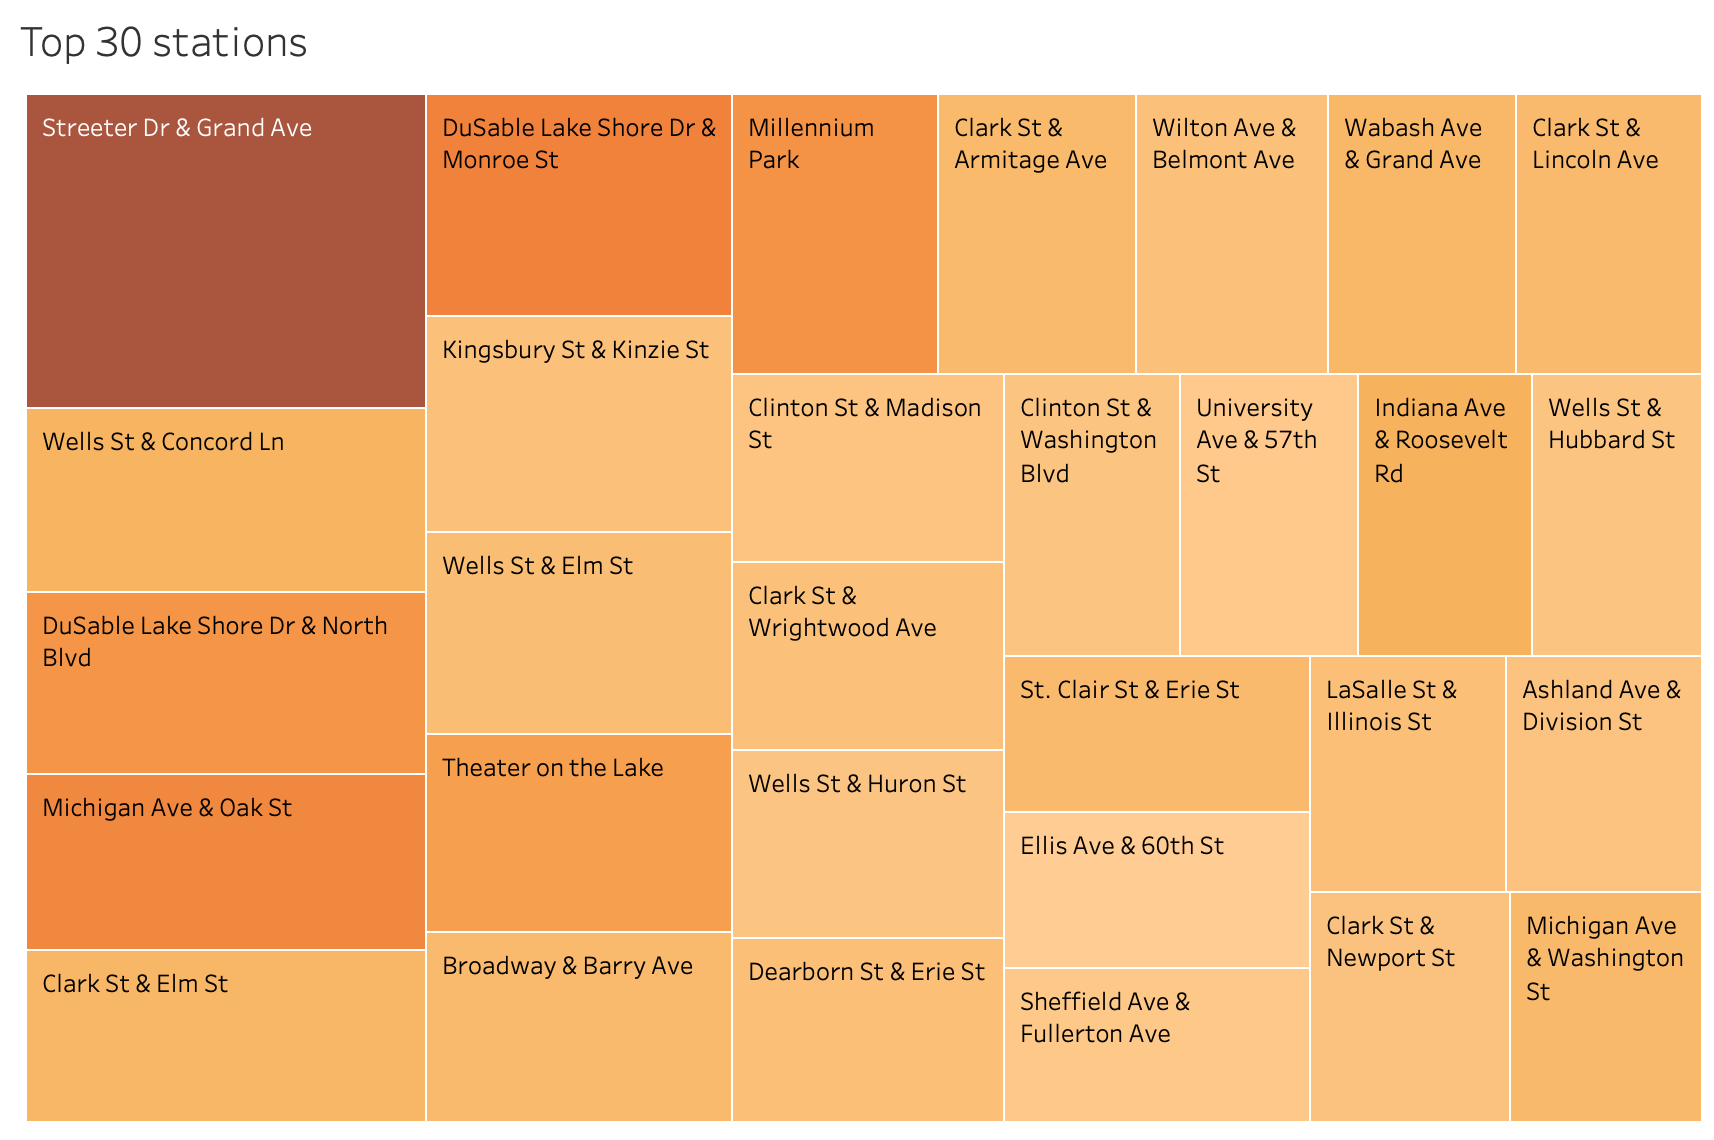 Top 30 stations
Streeter Dr & Grand Ave
Wells St & Concord Ln
DuSable Lake Shore Dr & North
Blvd
Michigan Ave & Oak St
Clark St & Elm St
DuSable Lake Shore Dr &
Monroe St
Kingsbury St & Kinzie St
Wells St & Elm St
Theater on the Lake
Broadway & Barry Ave
Millennium
Park
Clark St &
Armitage Ave
Wilton Ave &
Belmont Ave
Wabash Ave
& Grand Ave
Clark St &
Lincoln Ave
Clinton St & Madison
St
Clark St &
Wrightwood Ave
Wells St & Huron St
Dearborn St & Erie St
Clinton St &
Washington
Blvd
University
Ave & 57th
St
Indiana Ave
& Roosevelt
Rd
Wells St &
Hubbard St
St. Clair St & Erie St
Ellis Ave & 60th St
Sheffield Ave &
Fullerton Ave
LaSalle St &
Illinois St
Ashland Ave &
Division St
Clark St &
Newport St
Michigan Ave
& Washington
St